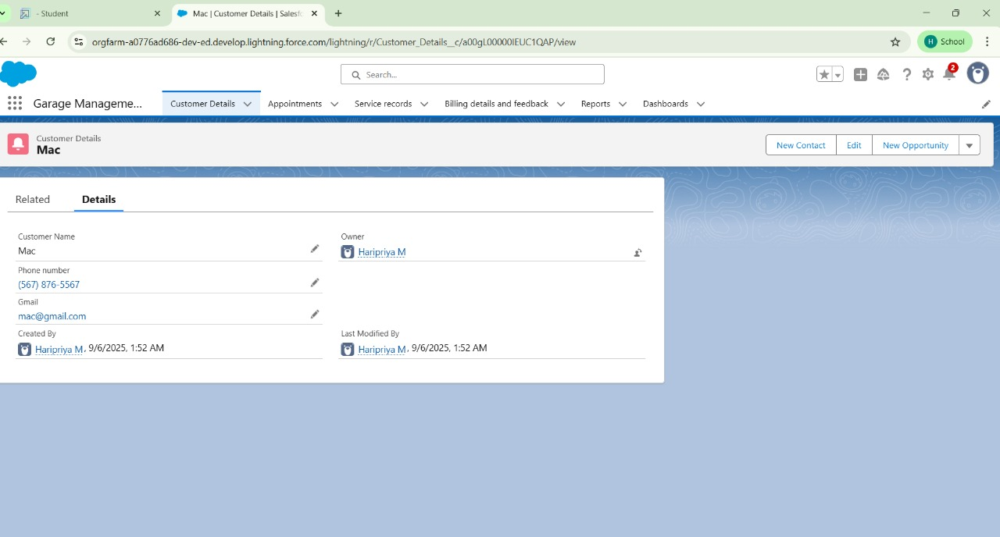 - Student
Mac | Customer Details | Salesfo
orgfarm-a0776ad686-dev-ed.develop.lightning.force.com/lightning/r/Customer_Details__c/a00gL00000IEUC1QAP/view
H School
Search...
2
Garage Manageme...
Customer Details
Appointments
Service records
Billing details and feedback
Reports
Dashboards
Customer Details
Mac
New Contact
Edit
New Opportunity
Related
Details
Customer Name
Mac
Owner
Haripriya M
Phone number
(567) 876-5567
Gmail
mac@gmail.com
Created By
Haripriya M, 9/6/2025, 1:52 AM
Last Modified By
Haripriya M, 9/6/2025, 1:52 AM